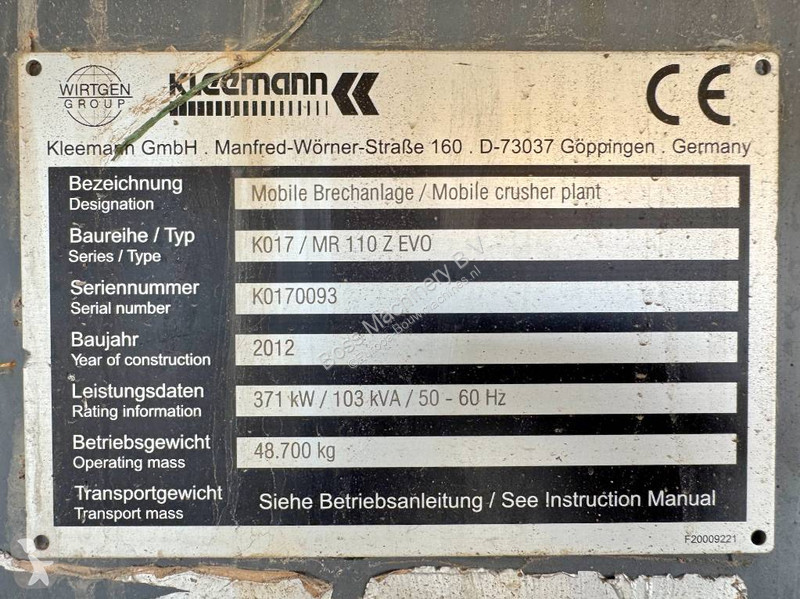 WIRTGEN
GROUP
Kleemann
CE
Kleemann GmbH . Manfred-Wörner-Straße 160 . D-73037 Göppingen . Germany
Bezeichnung
Designation
Mobile Brechanlage / Mobile crusher plant
Baureihe / Typ
Series / Type
K017 / MR 110 Z EVO
Seriennummer
Serial number
K0170093
Baujahr
Year of construction
2012
Leistungsdaten
Rating information
371 kW / 103 kVA / 50 - 60 Hz
Betriebsgewicht
Operating mass
48.700 kg
Transportgewicht
Transport mass
Siehe Betriebsanleitung / See Instruction Manual
F20009221
Boss Machinery B.V.